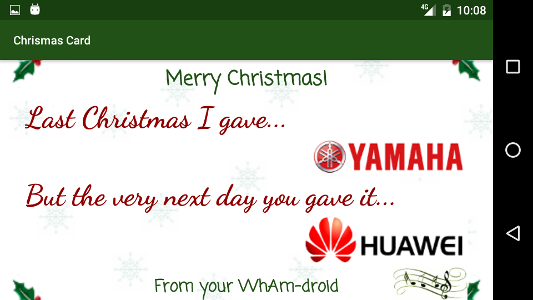 4G 10:08
Chrismas Card
Merry Christmas!
Last Christmas I gave...
YAMAHA
But the very next day you gave it...
HUAWEI
From your WhAm-droid